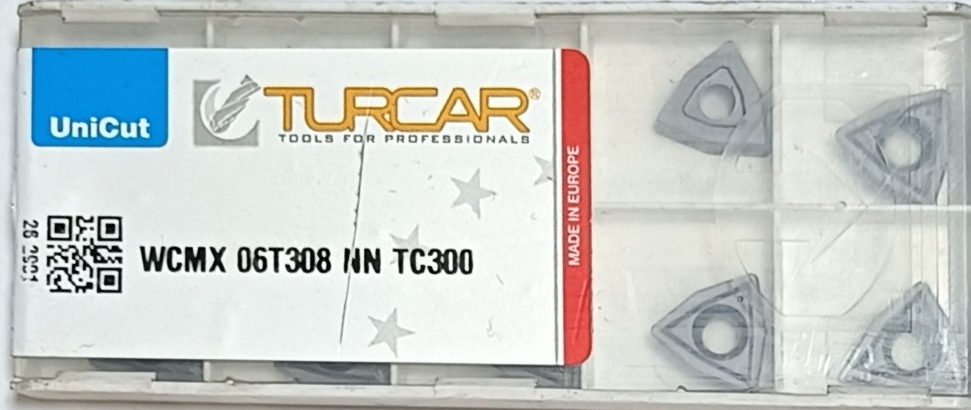 UniCut
TURCAR®
TOOLS FOR PROFESSIONALS
MADE IN EUROPE
WCMX 06T308 NN TC300